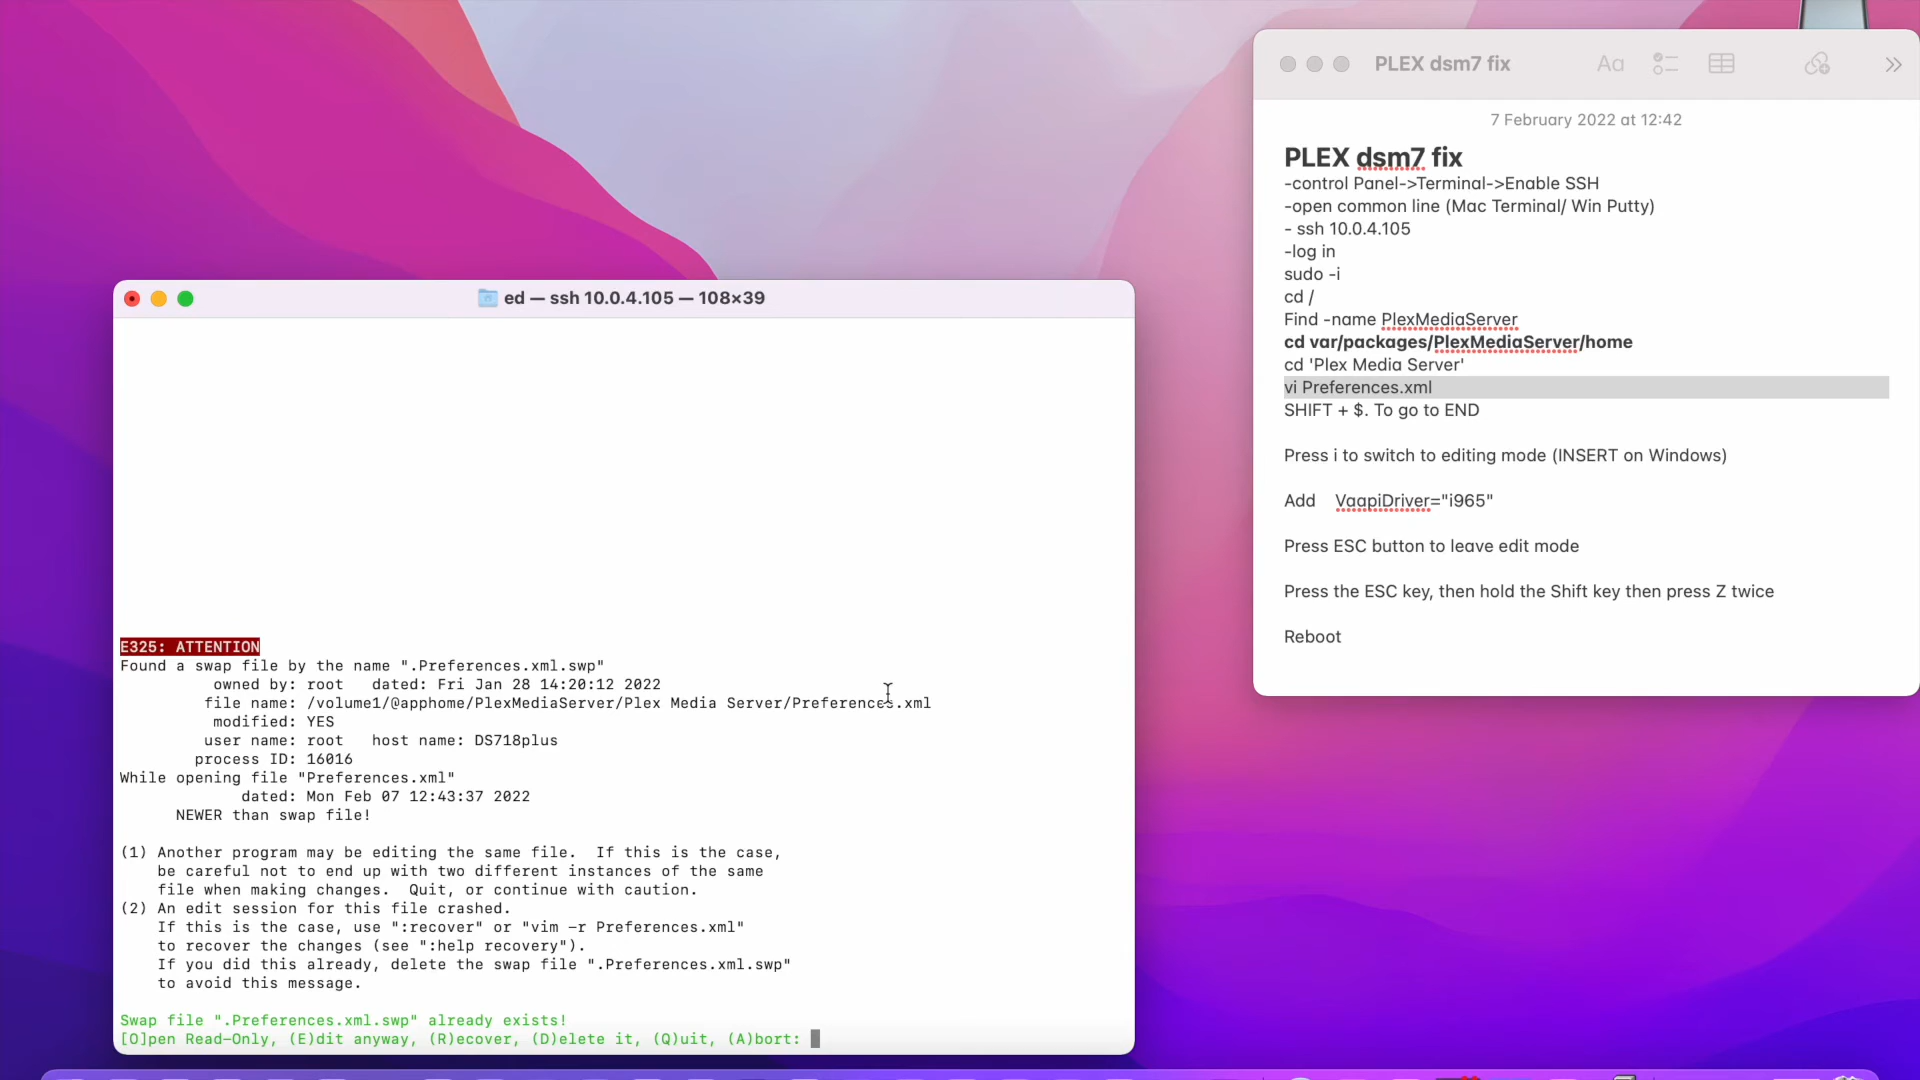 PLEX dsm7 fix
Aa
7 February 2022 at 12:42
PLEX dsm7 fix
-control Panel->Terminal->Enable SSH
-open common line (Mac Terminal/ Win Putty)
- ssh 10.0.4.105
-log in
sudo -i
cd /
Find -name PlexMediaServer
cd var/packages/PlexMediaServer/home
cd 'Plex Media Server'
vi Preferences.xml
SHIFT + $. To go to END
Press i to switch to editing mode (INSERT on Windows)
Add    VaapiDriver="i965"
Press ESC button to leave edit mode
Press the ESC key, then hold the Shift key then press Z twice
Reboot
ed — ssh 10.0.4.105 — 108×39
E325: ATTENTION
Found a swap file by the name ".Preferences.xml.swp"
owned by: root   dated: Fri Jan 28 14:20:12 2022
file name: /volume1/@apphome/PlexMediaServer/Plex Media Server/Preferences.xml
modified: YES
user name: root   host name: DS718plus
process ID: 16016
While opening file "Preferences.xml"
dated: Mon Feb 07 12:43:37 2022
NEWER than swap file!
(1) Another program may be editing the same file.  If this is the case,
be careful not to end up with two different instances of the same
file when making changes.  Quit, or continue with caution.
(2) An edit session for this file crashed.
If this is the case, use ":recover" or "vim -r Preferences.xml"
to recover the changes (see ":help recovery").
If you did this already, delete the swap file ".Preferences.xml.swp"
to avoid this message.
Swap file ".Preferences.xml.swp" already exists!
[O]pen Read-Only, (E)dit anyway, (R)ecover, (D)elete it, (Q)uit, (A)bort: